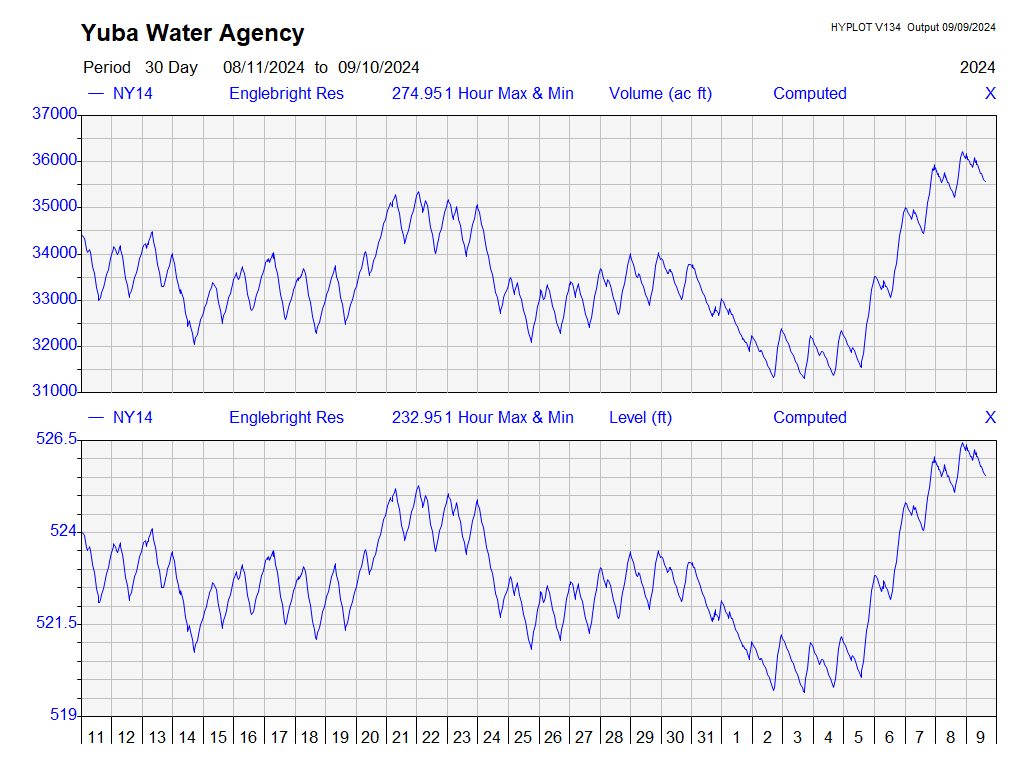 Yuba Water Agency
HYPLOT V134 Output 09/09/2024
Period 30 Day 08/11/2024 to 09/10/2024 2024
NY14 Englebright Res 274.951 Hour Max & Min Volume (ac ft) Computed X
37000
36000
35000
34000
33000
32000
31000
NY14 Englebright Res 232.951 Hour Max & Min Level (ft) Computed X
526.5
524
521.5
519
11 12 13 14 15 16 17 18 19 20 21 22 23 24 25 26 27 28 29 30 31 1 2 3 4 5 6 7 8 9